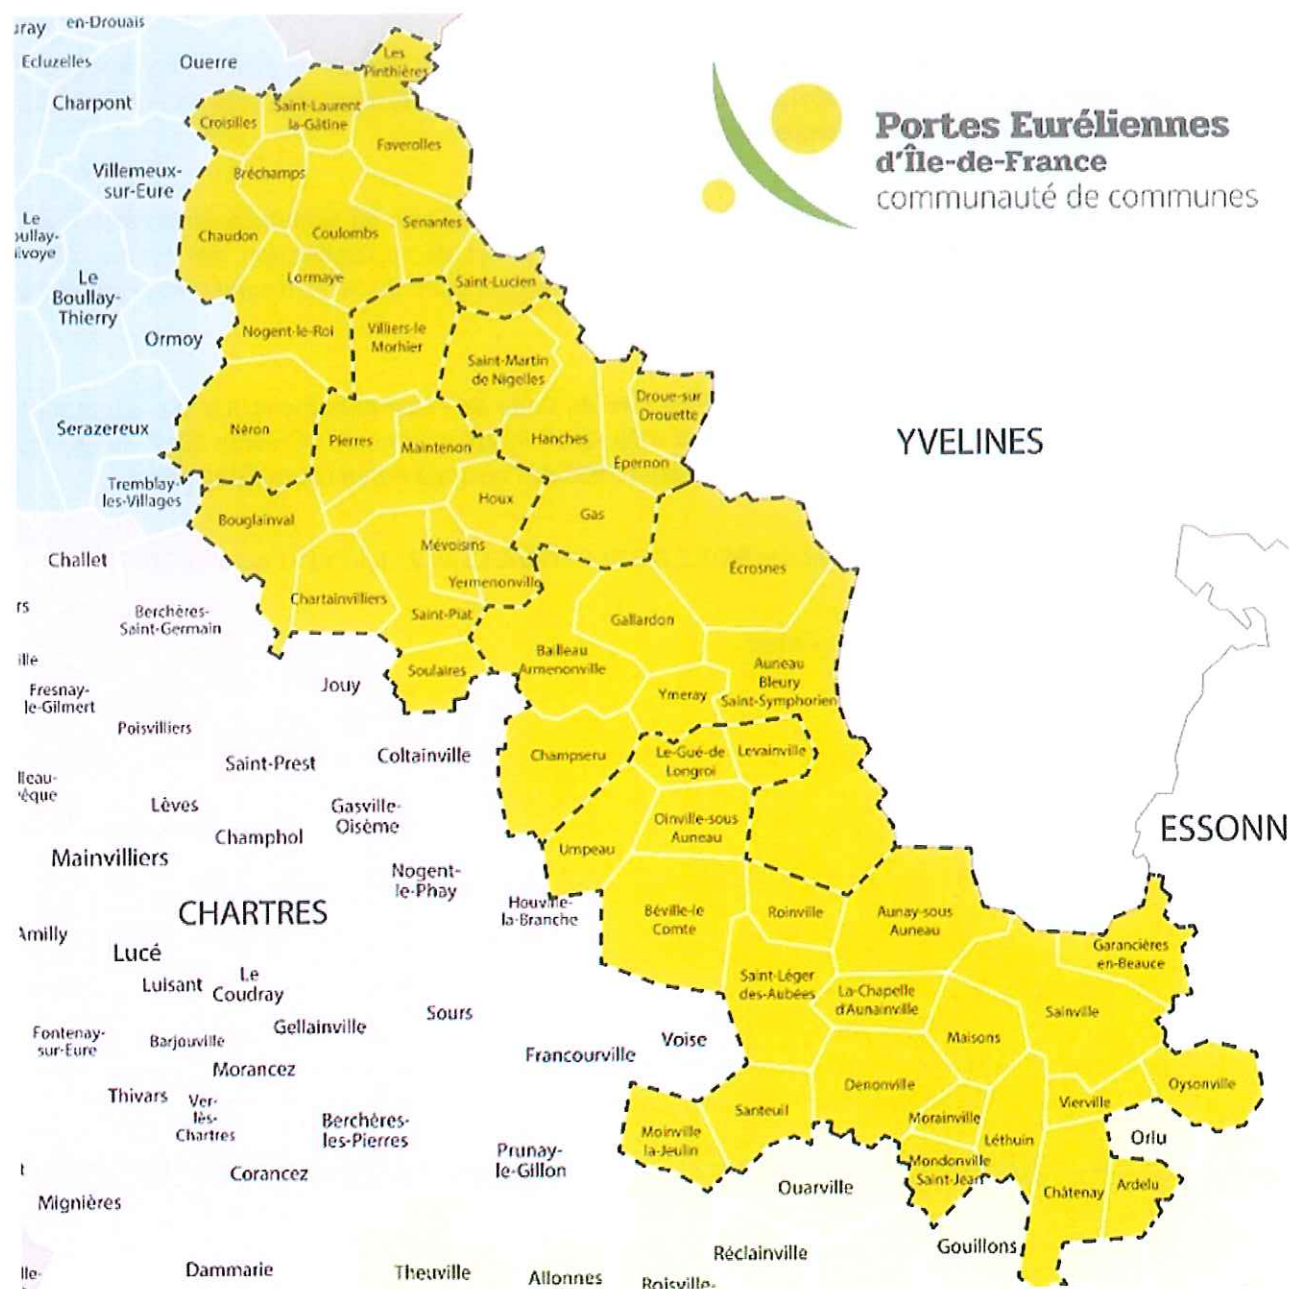 en-Drouais
Ecluzelles
Ouerre
Charpont
Villemeux-
sur-Eure
Le
Boullay-
Thierry
Ormoy
Serazereux
Tremblay-
les-Villages
Les
Pinthières
Croisilles
Saint-Laurent
la-Gâtine
Faverolles
Bréchamps
Chaudon
Coulombs
Senantes
Lormaye
Saint-Lucien
Nogent-le-Roi
Villiers-le
Morhier
Saint-Martin
de Nigelles
Droue-sur
Drouette
Néron
Pierres
Maintenon
Hanches
Épernon
Houx
Gas
Bouglainval
Mévoisins
Yermenonville
Chartainvilliers
Saint-Piat
Soulaires
Écrosnes
Gallardon
Bailleau
Armenonville
Auneau
Bleury
Saint-Symphorien
Ymeray
Champseru
Le-Gué-de
Longroi
Levainville
Oinville-sous
Auneau
Umpeau
Béville-le
Comte
Roinville
Aunay-sous
Auneau
Garancières
en-Beauce
Saint-Léger
des-Aubées
La-Chapelle
d'Aunainville
Sainville
Maisons
Denonville
Oysonville
Vierville
Santeuil
Morainville
Léthuin
Moinville
la-Jeulin
Mondonville
Saint-Jean
Châtenay
Ardelu
Orlu
Portes Euréliennes
d'Île-de-France
communauté de communes
YVELINES
ESSONN
Challet
Berchères-
Saint-Germain
Fresnay-
le-Gilmert
Jouy
Poisvilliers
Saint-Prest
Coltainville
Lèves
Gasville-
Oisème
Champhol
Mainvilliers
Nogent-
le-Phay
Houville-
la-Branche
CHARTRES
Amilly
Lucé
Luisant
Le
Coudray
Sours
Gellainville
Fontenay-
sur-Eure
Barjouville
Francourville
Voise
Morancez
Thivars
Ver-
lès-
Chartres
Berchères-
les-Pierres
Prunay-
le-Gillon
Corancez
Ouarville
Mignières
Gouillons
Réclainville
Dammarie
Theuville
Allonnes